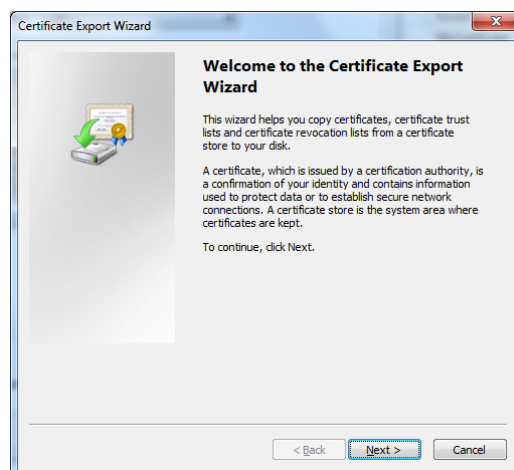 Certificate Export Wizard
Welcome to the Certificate Export
Wizard
This wizard helps you copy certificates, certificate trust
lists and certificate revocation lists from a certificate
store to your disk.
A certificate, which is issued by a certification authority, is
a confirmation of your identity and contains information
used to protect data or to establish secure network
connections. A certificate store is the system area where
certificates are kept.
To continue, click Next.
< Back Next > Cancel